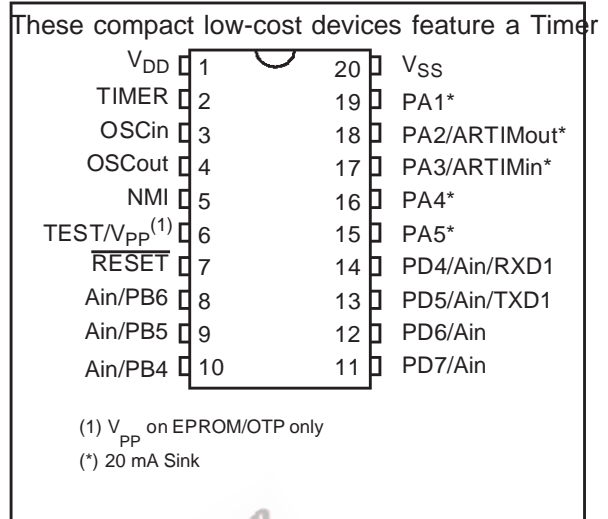 These compact low-cost devices feature a Timer
VDD 1 20 VSS
TIMER 2 19 PA1*
OSCin 3 18 PA2/ARTIMout*
OSCout 4 17 PA3/ARTIMin*
NMI 5 16 PA4*
TEST/VPP(1) 6 15 PA5*
RESET 7 14 PD4/Ain/RXD1
Ain/PB6 8 13 PD5/Ain/TXD1
Ain/PB5 9 12 PD6/Ain
Ain/PB4 10 11 PD7/Ain
(1) VPP on EPROM/OTP only
(*) 20 mA Sink